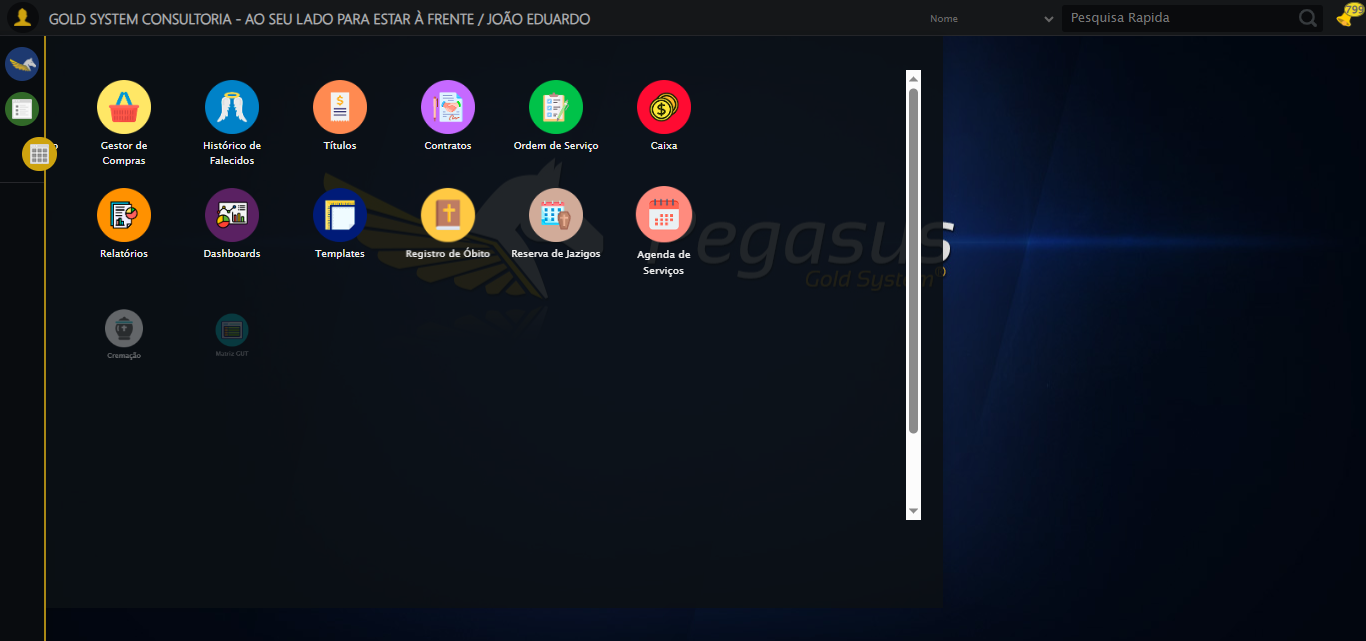 GOLD SYSTEM CONSULTORIA - AO SEU LADO PARA ESTAR À FRENTE / JOÃO EDUARDO
Nome
Pesquisa Rapida
799
Gestor de
Compras
Histórico de
Falecidos
Títulos
Contratos
Ordem de Serviço
Caixa
Relatórios
Dashboards
Templates
Registro de Óbito
Reserva de Jazigos
Agenda de
Serviços
Pegasus
Gold System
Cremação
Matriz GUT